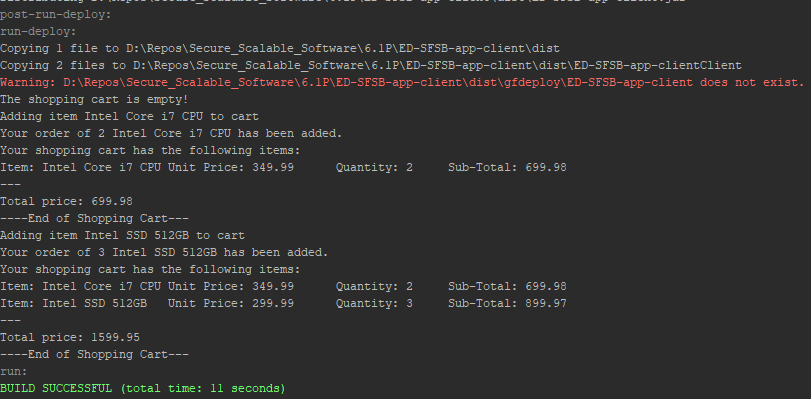 post-run-deploy:
run-deploy:
Copying 1 file to D:\Repos\Secure_Scalable_Software\6.1P\ED-SFSB-app-client\dist
Copying 2 files to D:\Repos\Secure_Scalable_Software\6.1P\ED-SFSB-app-client\dist\ED-SFSB-app-clientClient
Warning: D:\Repos\Secure_Scalable_Software\6.1P\ED-SFSB-app-client\dist\gfdeploy\ED-SFSB-app-client does not exist.
The shopping cart is empty!
Adding item Intel Core i7 CPU to cart
Your order of 2 Intel Core i7 CPU has been added.
Your shopping cart has the following items:
Item: Intel Core i7 CPU Unit Price: 349.99 Quantity: 2 Sub-Total: 699.98
---
Total price: 699.98
----End of Shopping Cart---
Adding item Intel SSD 512GB to cart
Your order of 3 Intel SSD 512GB has been added.
Your shopping cart has the following items:
Item: Intel Core i7 CPU Unit Price: 349.99 Quantity: 2 Sub-Total: 699.98
Item: Intel SSD 512GB Unit Price: 299.99 Quantity: 3 Sub-Total: 899.97
---
Total price: 1599.95
----End of Shopping Cart---
run:
BUILD SUCCESSFUL (total time: 11 seconds)